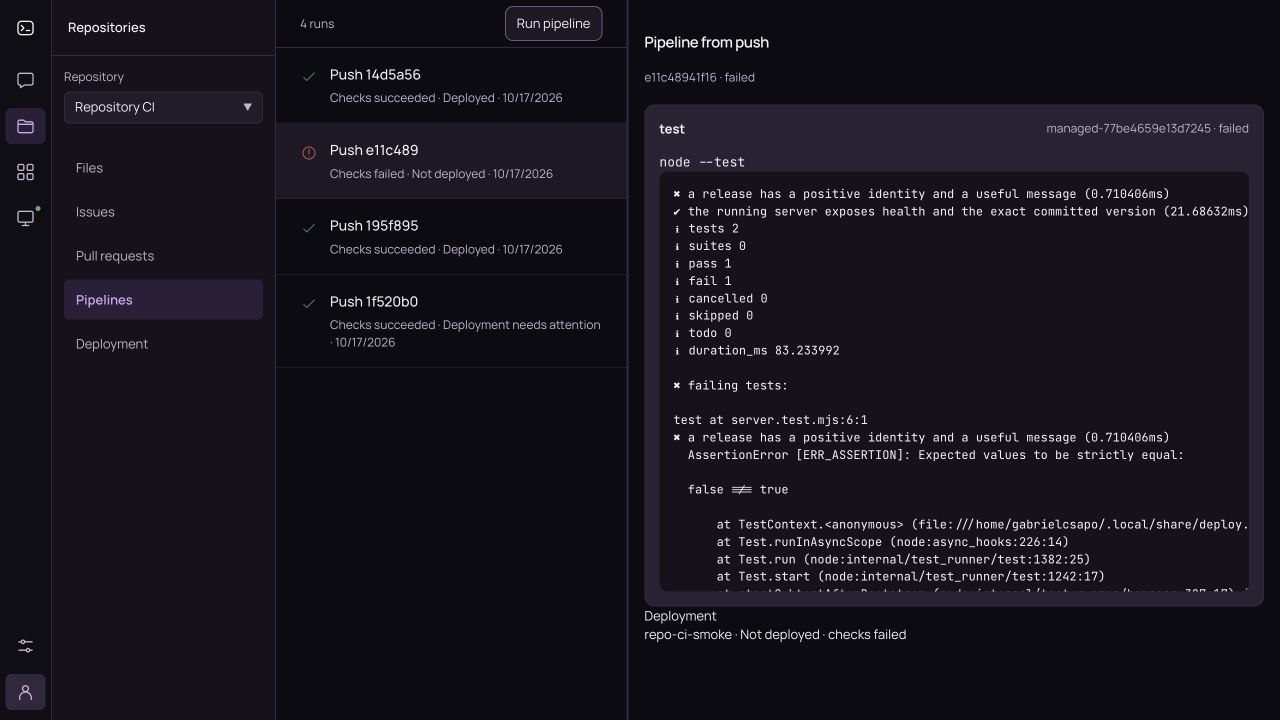 Repositories
Repository
Repository CI
Files
Issues
Pull requests
Pipelines
Deployment
4 runs
Run pipeline
Push 14d5a56
Checks succeeded · Deployed · 10/17/2026
Push e11c489
Checks failed · Not deployed · 10/17/2026
Push 195f895
Checks succeeded · Deployed · 10/17/2026
Push 1f520b0
Checks succeeded · Deployment needs attention
· 10/17/2026
Pipeline from push
e11c48941f16 · failed
test
managed-77be4659e13d7245 · failed
node --test
✖ a release has a positive identity and a useful message (0.710406ms)
✔ the running server exposes health and the exact committed version (21.68632ms)
ℹ tests 2
ℹ suites 0
ℹ pass 1
ℹ fail 1
ℹ cancelled 0
ℹ skipped 0
ℹ todo 0
ℹ duration_ms 83.233992
✖ failing tests:
test at server.test.mjs:6:1
✖ a release has a positive identity and a useful message (0.710406ms)
AssertionError [ERR_ASSERTION]: Expected values to be strictly equal:
false !== true
at TestContext.<anonymous> (file:///home/gabrielcsapo/.local/share/deploy.
at Test.runInAsyncScope (node:async_hooks:226:14)
at Test.run (node:internal/test_runner/test:1382:25)
at Test.start (node:internal/test_runner/test:1242:17)
Deployment
repo-ci-smoke · Not deployed · checks failed